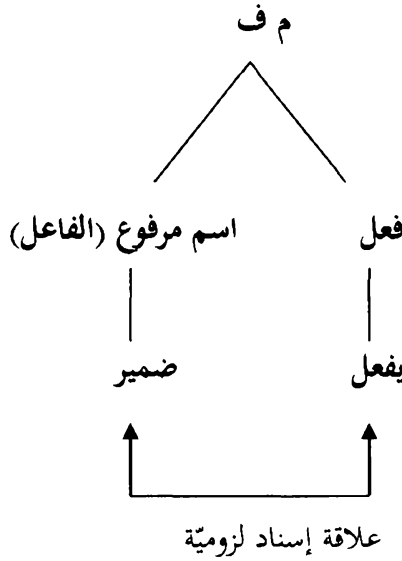 م ف
فعل اسم مرفوع (الفاعل)
يفعل ضمير
علاقة إسناد لزوميّة